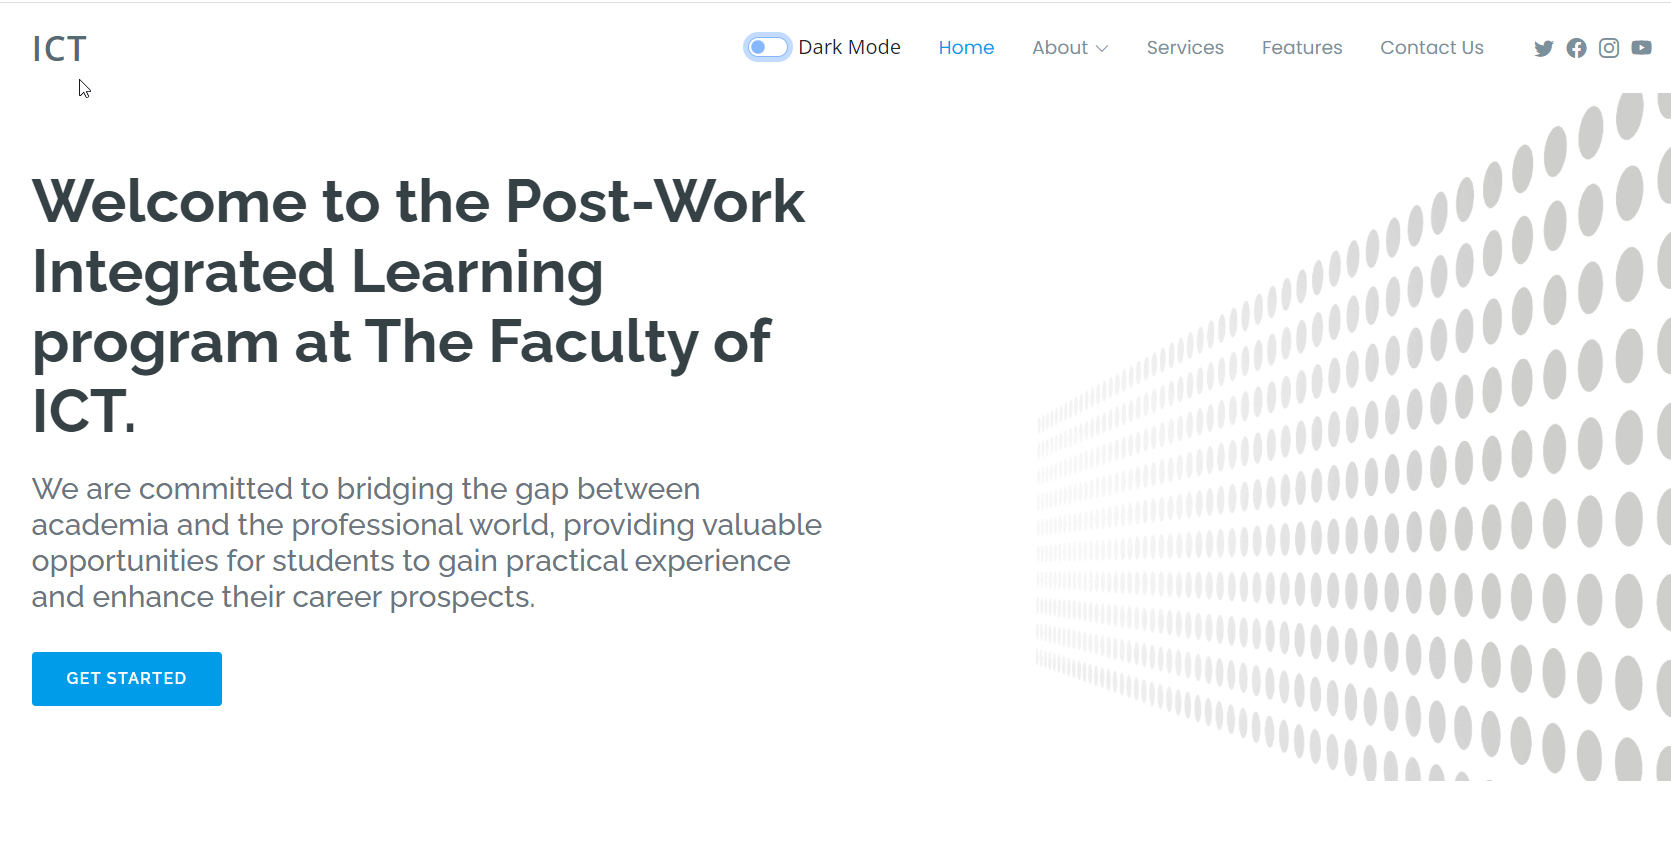 ICT
Dark Mode
Home
About
Services
Features
Contact Us
Welcome to the Post-Work
Integrated Learning
program at The Faculty of
ICT.
We are committed to bridging the gap between
academia and the professional world, providing valuable
opportunities for students to gain practical experience
and enhance their career prospects.
GET STARTED